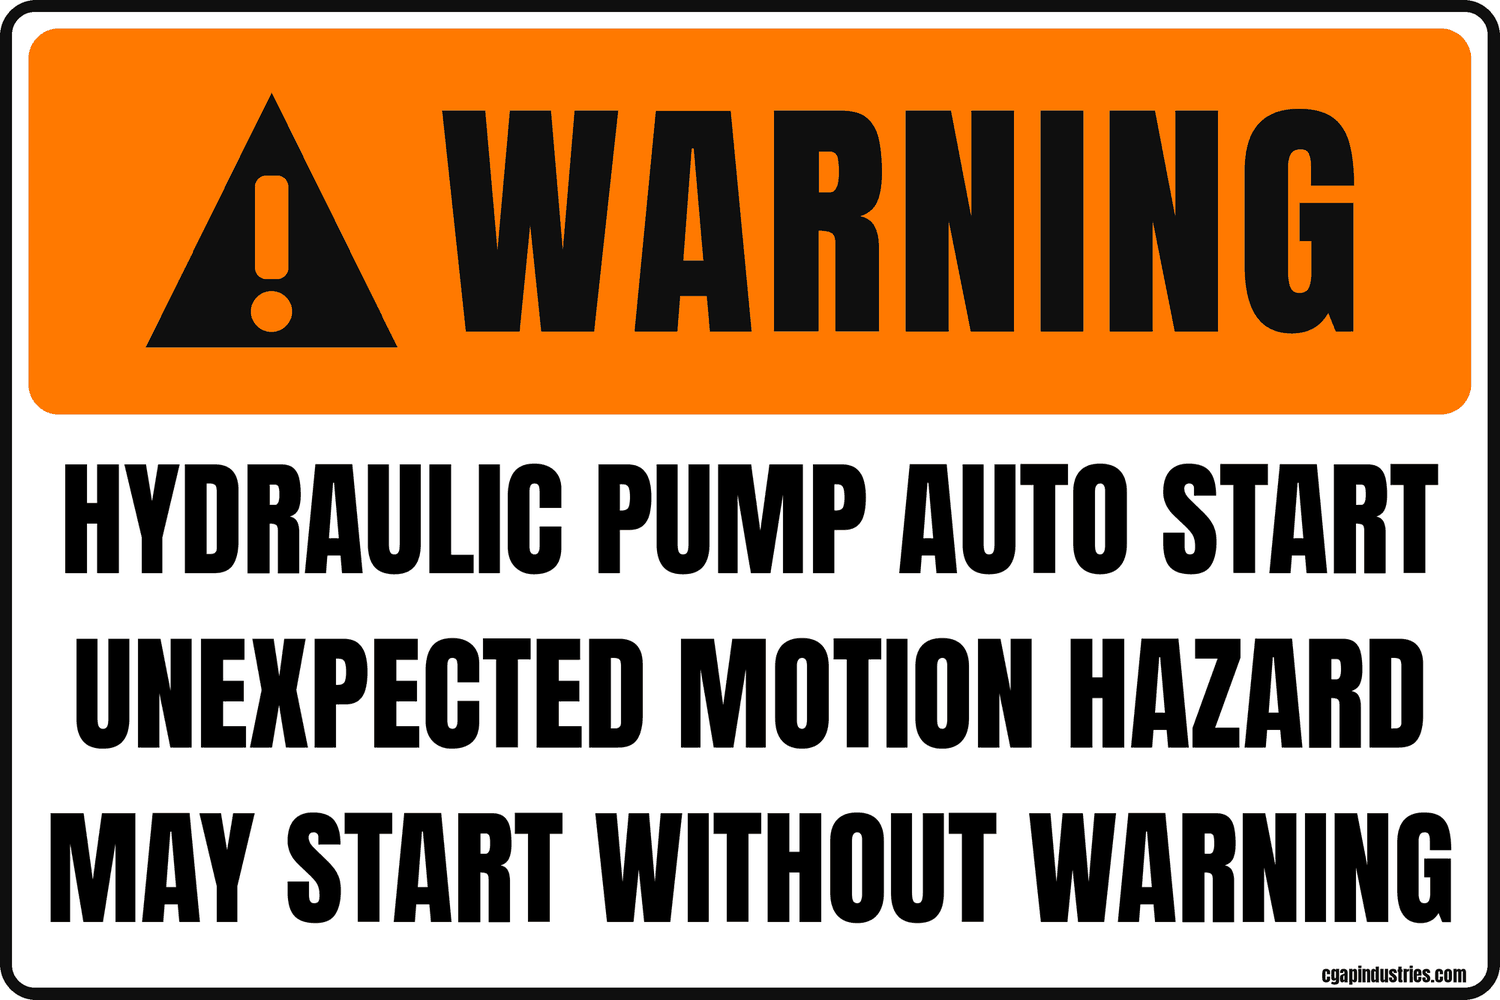 WARNING
HYDRAULIC PUMP AUTO START
UNEXPECTED MOTION HAZARD
MAY START WITHOUT WARNING
cgapindustries.com